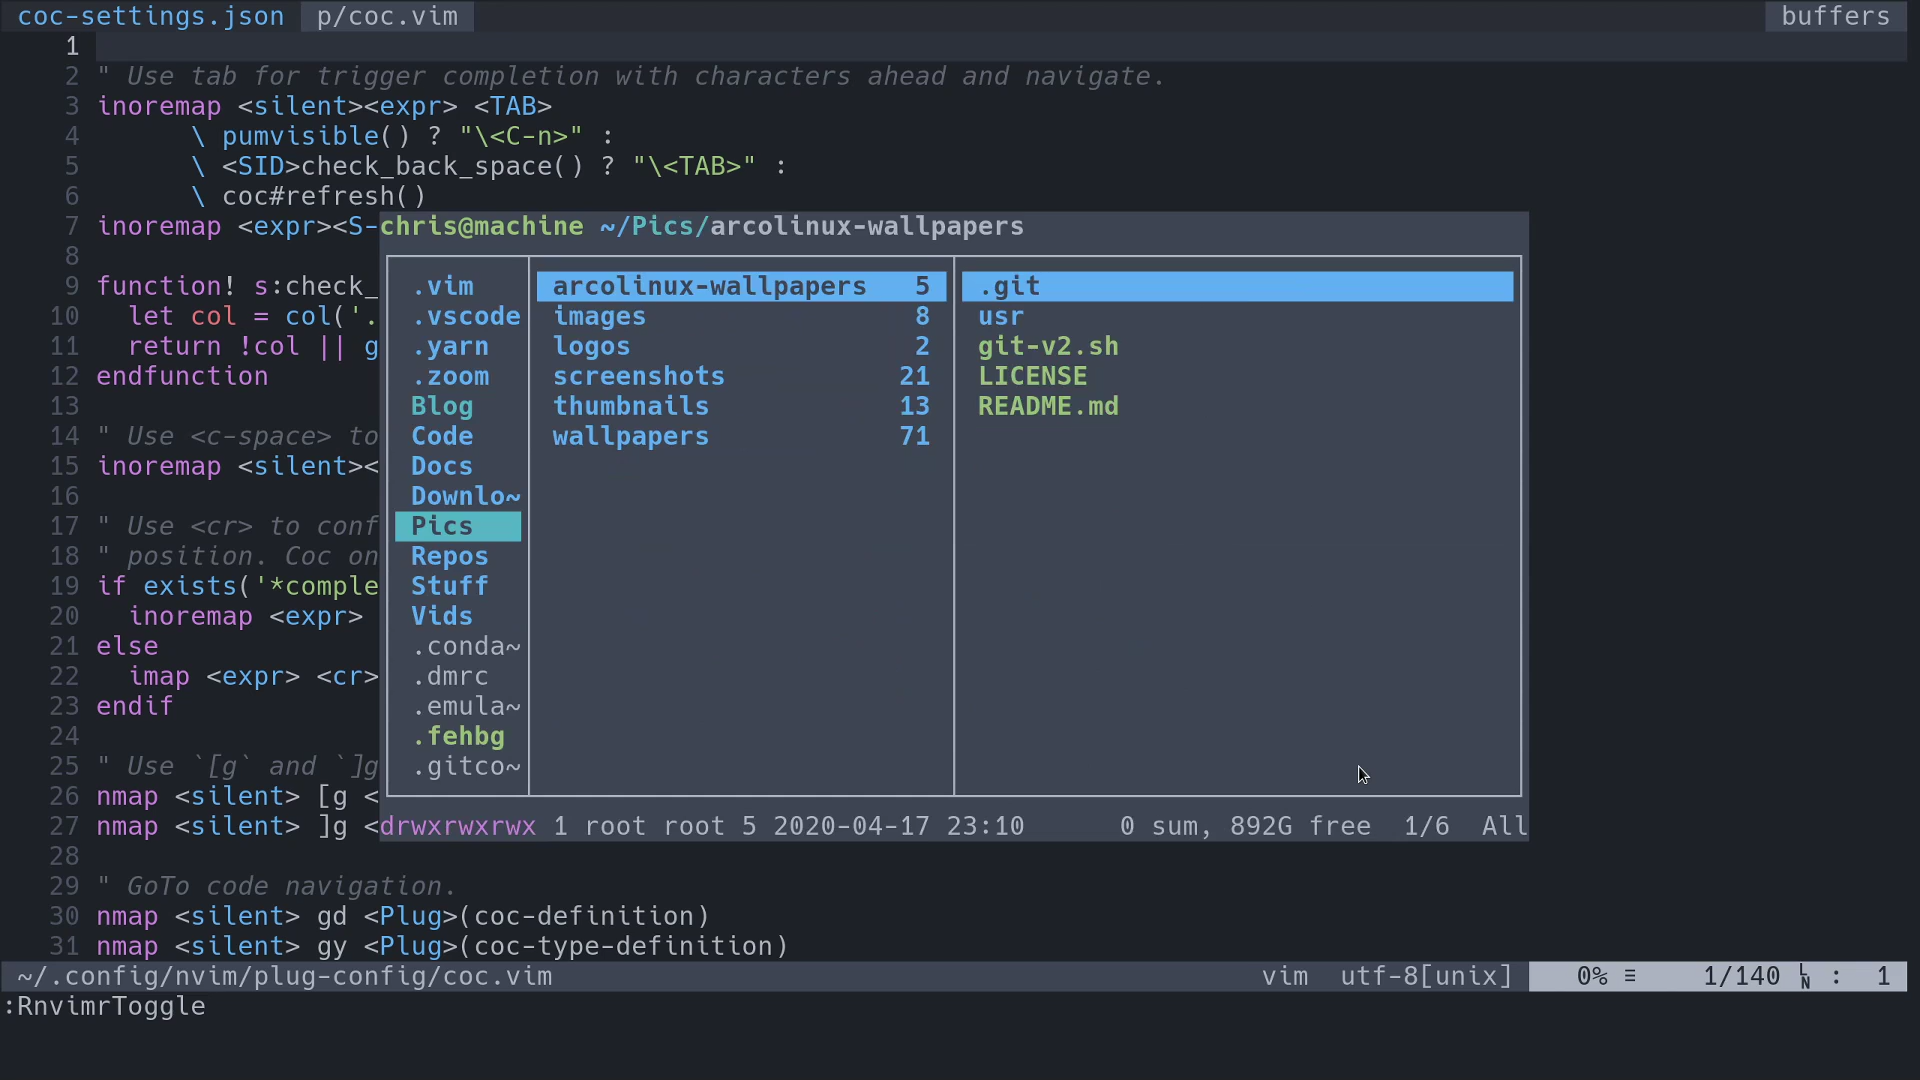 coc-settings.json p/coc.vim buffers
1
2 " Use tab for trigger completion with characters ahead and navigate.
3 inoremap <silent><expr> <TAB>
4 \ pumvisible() ? "\<C-n>" :
5 \ <SID>check_back_space() ? "\<TAB>" :
6 \ coc#refresh()
7 inoremap <expr><S-
8
9 function! s:check_
10 let col = col('.
11 return !col || g
12 endfunction
13
14 " Use <c-space> to
15 inoremap <silent><
16
17 " Use <cr> to conf
18 " position. Coc on
19 if exists('*comple
20 inoremap <expr>
21 else
22 imap <expr> <cr>
23 endif
24
25 " Use `[g` and `]g
26 nmap <silent> [g <
27 nmap <silent> ]g <
28
29 " GoTo code navigation.
30 nmap <silent> gd <Plug>(coc-definition)
31 nmap <silent> gy <Plug>(coc-type-definition)
chris@machine ~/Pics/arcolinux-wallpapers
.vim
.vscode
.yarn
.zoom
Blog
Code
Docs
Downlo~
Pics
Repos
Stuff
Vids
.conda~
.dmrc
.emula~
.fehbg
.gitco~
arcolinux-wallpapers 5
images 8
logos 2
screenshots 21
thumbnails 13
wallpapers 71
.git
usr
git-v2.sh
LICENSE
README.md
drwxrwxrwx 1 root root 5 2020-04-17 23:10 0 sum, 892G free 1/6 All
~/.config/nvim/plug-config/coc.vim vim utf-8[unix] 0% ≡ 1/140 ␤ : 1
:RnvimrToggle